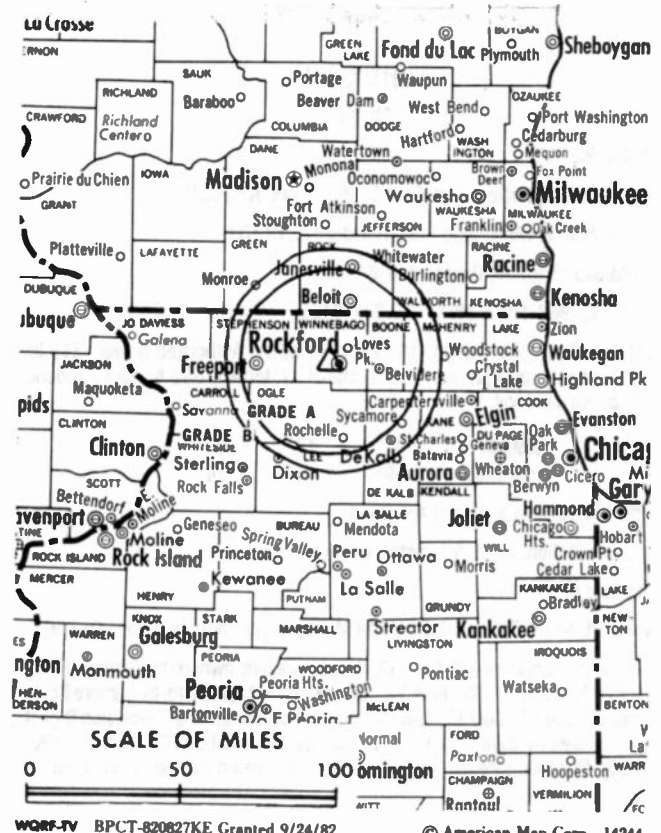 La Crosse
GREEN LAKE
Fond du Lac
Plymouth
Sheboygan
SAUK
Portage
Waupun
RICHLAND
Baraboo
Beaver Dam
West Bend
OZAUKEE
Port Washington
CRAWFORD
Richland Center
COLUMBIA
DODGE
Hartford
WASH INGTON
Cedarburg
Mequon
DANE
Watertown
Prairie du Chien
IOWA
Madison
Monona
Oconomowoc
Brown Deer
Fox Point
GRANT
Fort Atkinson
Waukesha
Milwaukee
Stoughton
JEFFERSON
WAUKESHA
MILWAUKEE
Franklin
Oak Creek
Platteville
LAFAYETTE
GREEN
ROCK
Whitewater
RACINE
Janesville
Burlington
Racine
Monroe
DUBUQUE
Beloit
WALWORTH
KENOSHA
Kenosha
JO DAVIESS
STEPHENSON
WINNEBAGO
BOONE
McHENRY
LAKE
Zion
Galena
Rockford
Loves Pk.
Woodstock
Waukegan
JACKSON
Freeport
Belvidere
Crystal Lake
Highland Pk
Maquoketa
CARROLL
OGLE
Carpentersville
COOK
Savanna
GRADE A
Sycamore
KANE
Elgin
Evanston
CLINTON
Rochelle
St Charles
DU PAGE
Oak Park
GRADE B
Batavia
Geneva
Clinton
WHITESIDE
LEE
DeKalb
Cicero
Sterling
Dixon
Aurora
Wheaton
Berwyn
SCOTT
Rock Falls
DE KALB
KENDALL
Gary
Bettendorf
E. Moline
LA SALLE
Hammond
Moline
Geneseo
BUREAU
Mendota
Joliet
Chicago Hts.
Hobart
ROCK ISLAND
Rock Island
Princeton
Spring Valley
Peru
Ottawa
WILL
Crown Pt
MERCER
Morris
Cedar Lake
Kewanee
La Salle
KANKAKEE
LAKE
HENRY
PUTNAM
GRUNDY
Bradley
KNOX
STARK
MARSHALL
Streator
Kankakee
NEW- TON
WARREN
Galesburg
LIVINGSTON
IROQUOIS
PEORIA
Monmouth
WOODFORD
Pontiac
Peoria Hts.
Watseka
HEN- DERSON
Peoria
Washington
BENTON
Bartonville
E Peoria
McLEAN
SCALE OF MILES
FORD
0 50 100
Paxton
Hoopeston
CHAMPAIGN
VERMILION
Rantoul
WQRF-TV BPCT-820827KE Granted 9/24/82
© American Map Corp. 14244